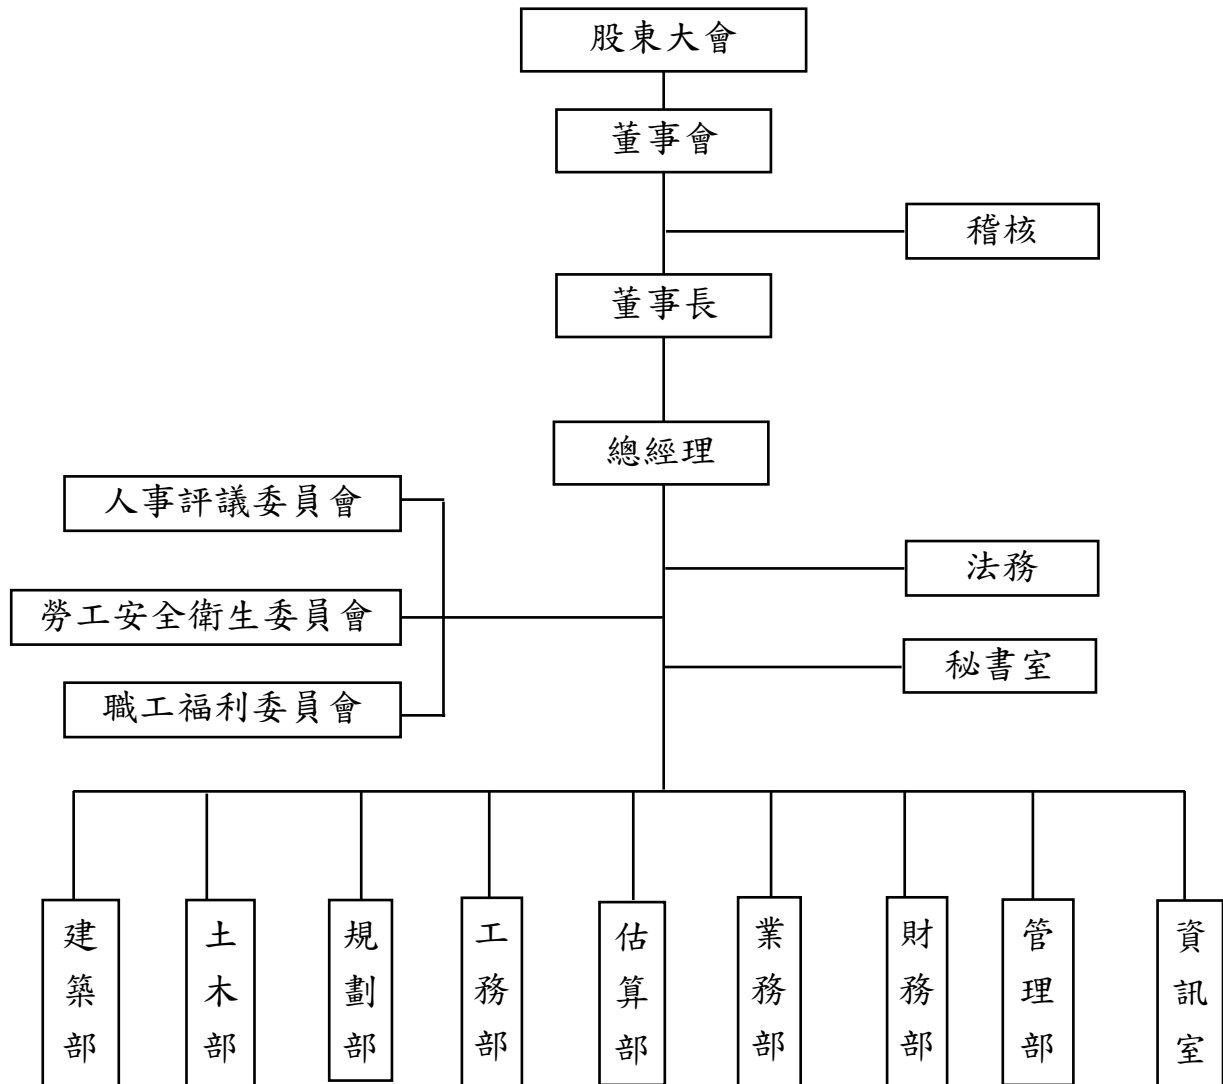 股東大會
董事會
稽核
董事長
總經理
人事評議委員會
法務
勞工安全衛生委員會
秘書室
職工福利委員會
建築部
土木部
規劃部
工務部
估算部
業務部
財務部
管理部
資訊室